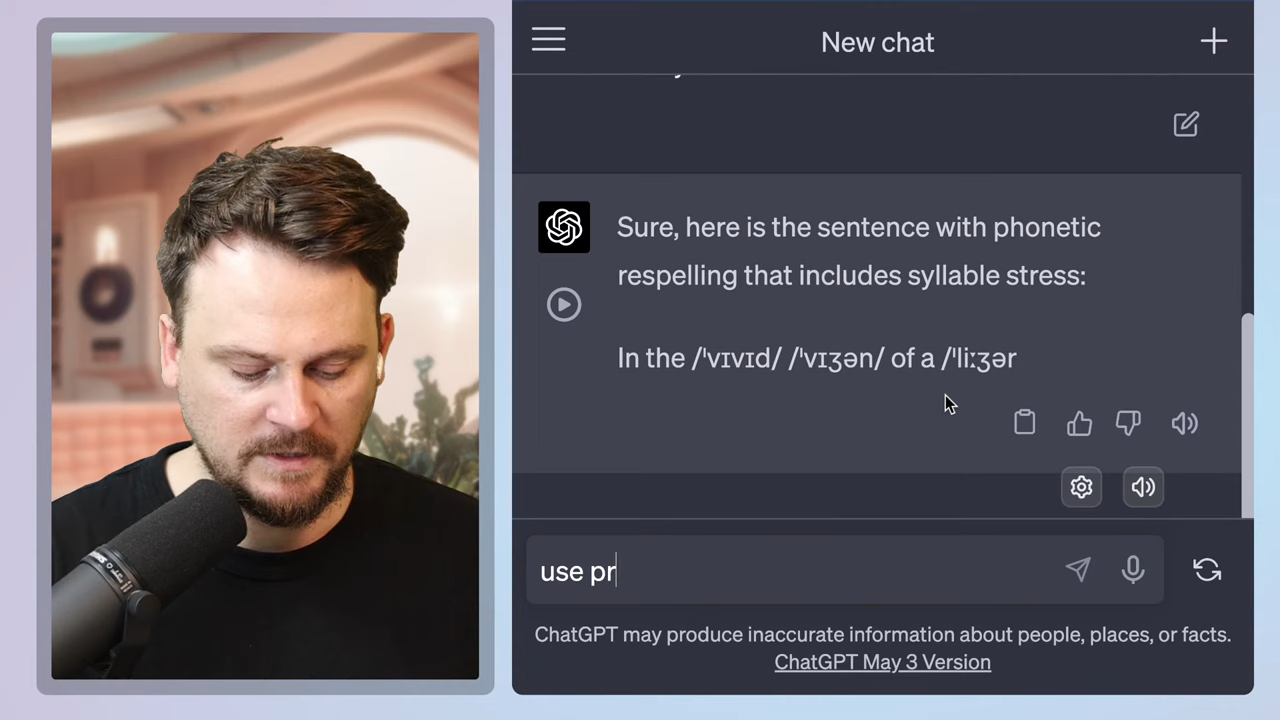 New chat
Sure, here is the sentence with phonetic
respelling that includes syllable stress:
In the /ˈvɪvɪd/ /ˈvɪʒən/ of a /ˈliːʒər
use pr
ChatGPT may produce inaccurate information about people, places, or facts.
ChatGPT May 3 Version